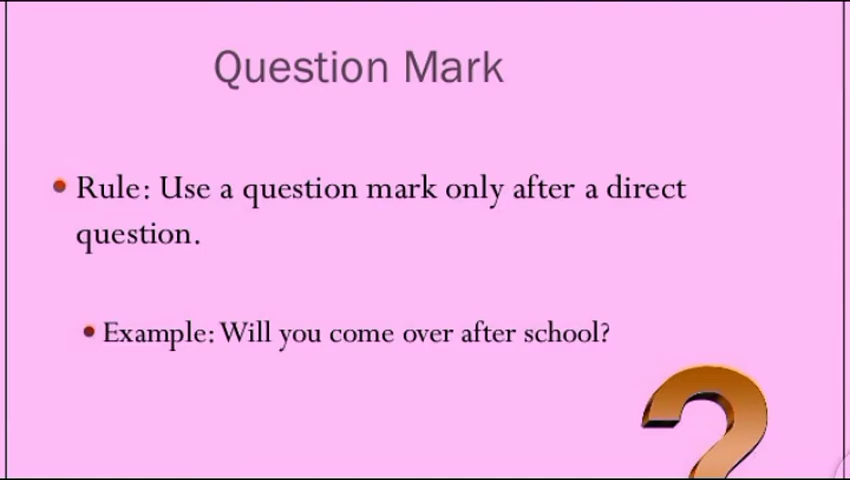 Question Mark
Rule: Use a question mark only after a direct
question.
Example: Will you come over after school?
?